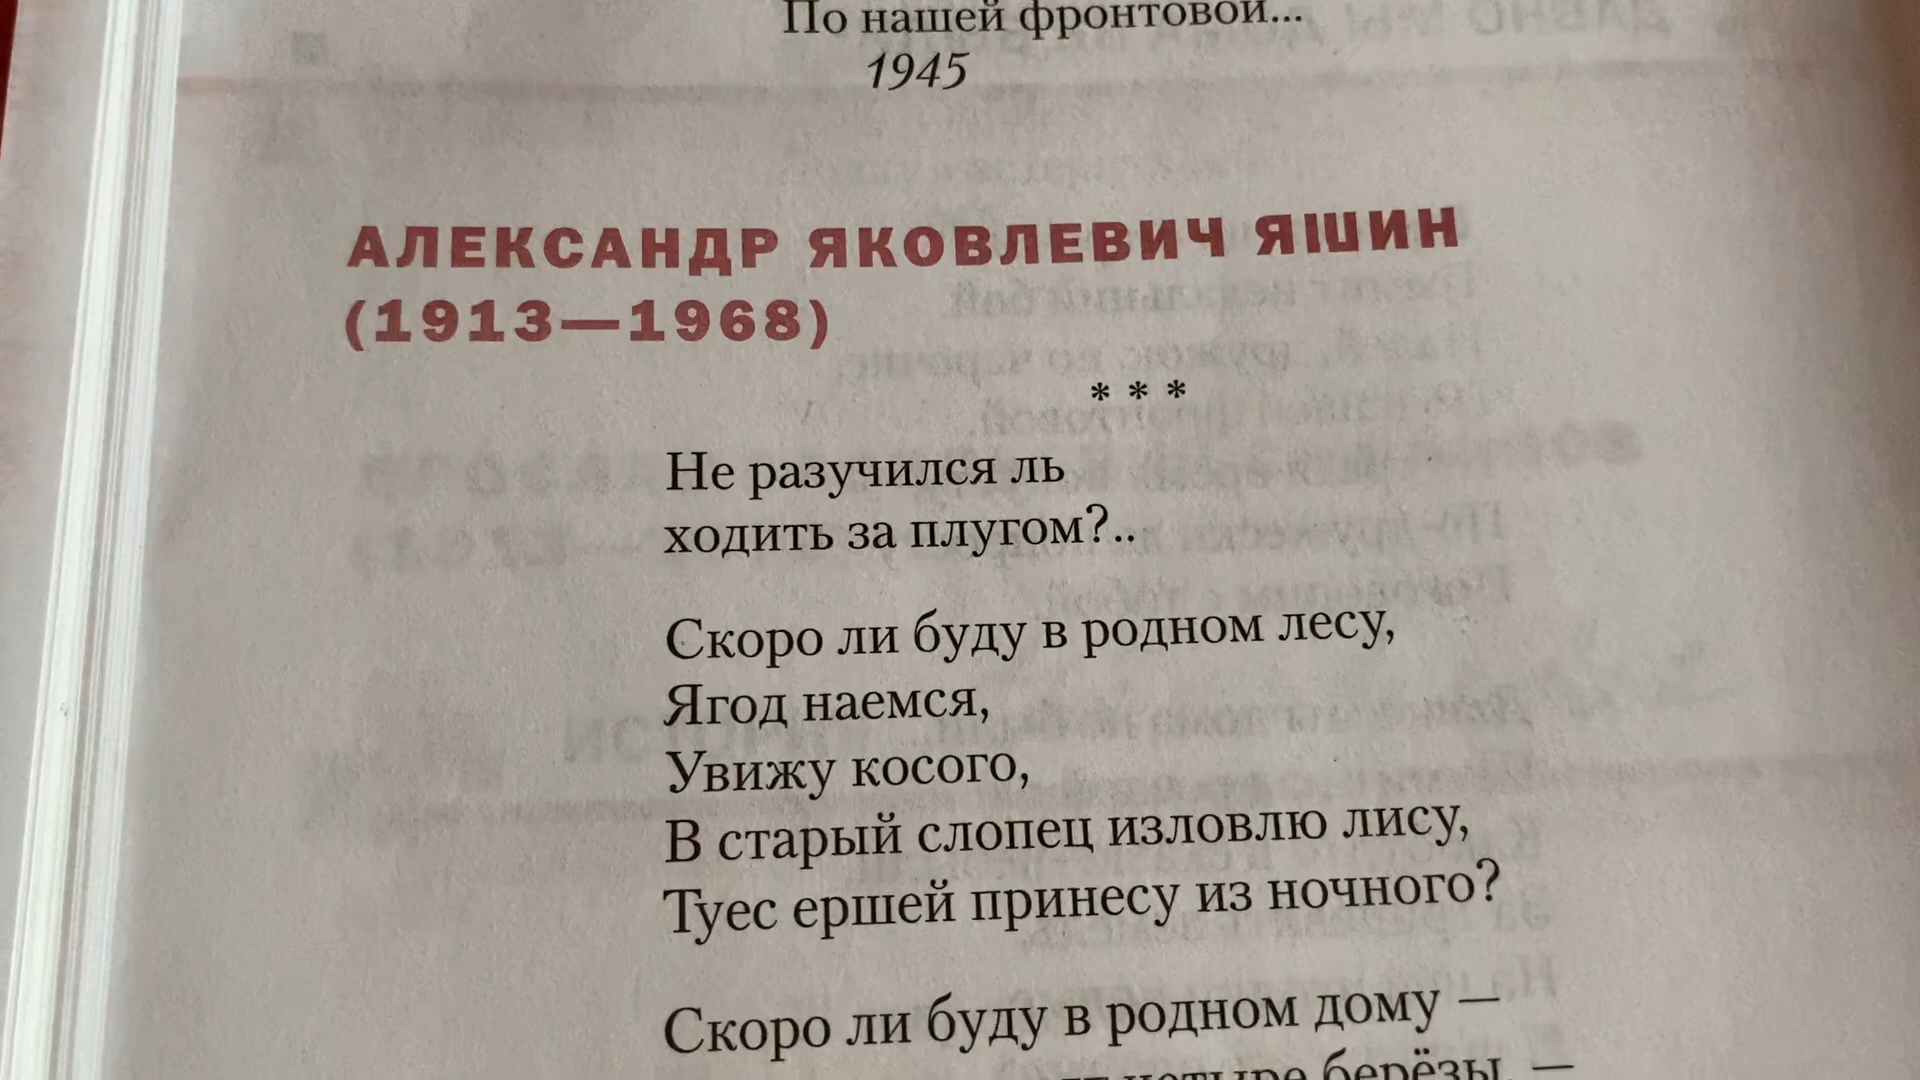 По нашей фронтовой...
1945
АЛЕКСАНДР ЯКОВЛЕВИЧ ЯШИН
(1913—1968)
* * *
Не разучился ль
ходить за плугом?..
Скоро ли буду в родном лесу,
Ягод наемся,
Увижу косого,
В старый слопец изловлю лису,
Туес ершей принесу из ночного?
Скоро ли буду в родном дому —
четыре берёзы, —